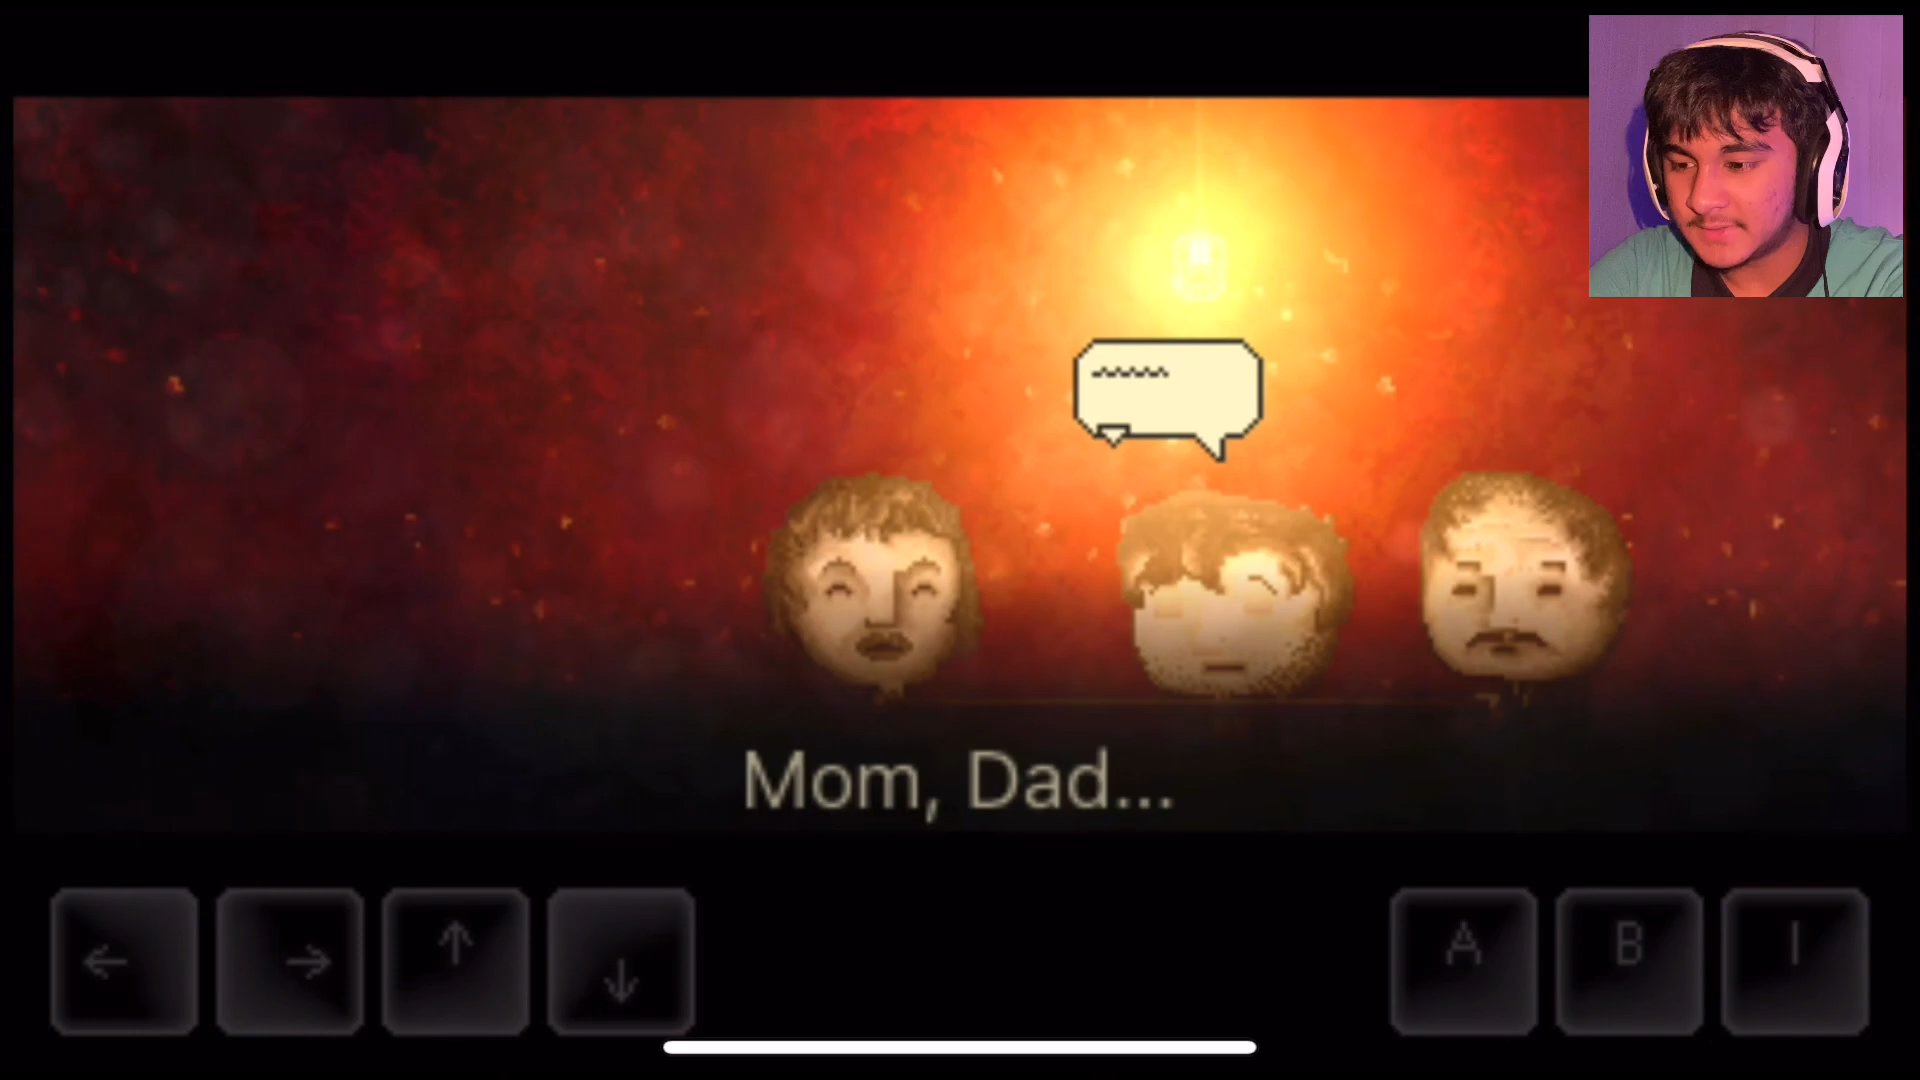 Mom, Dad...
← → ↑ ↓ A B I